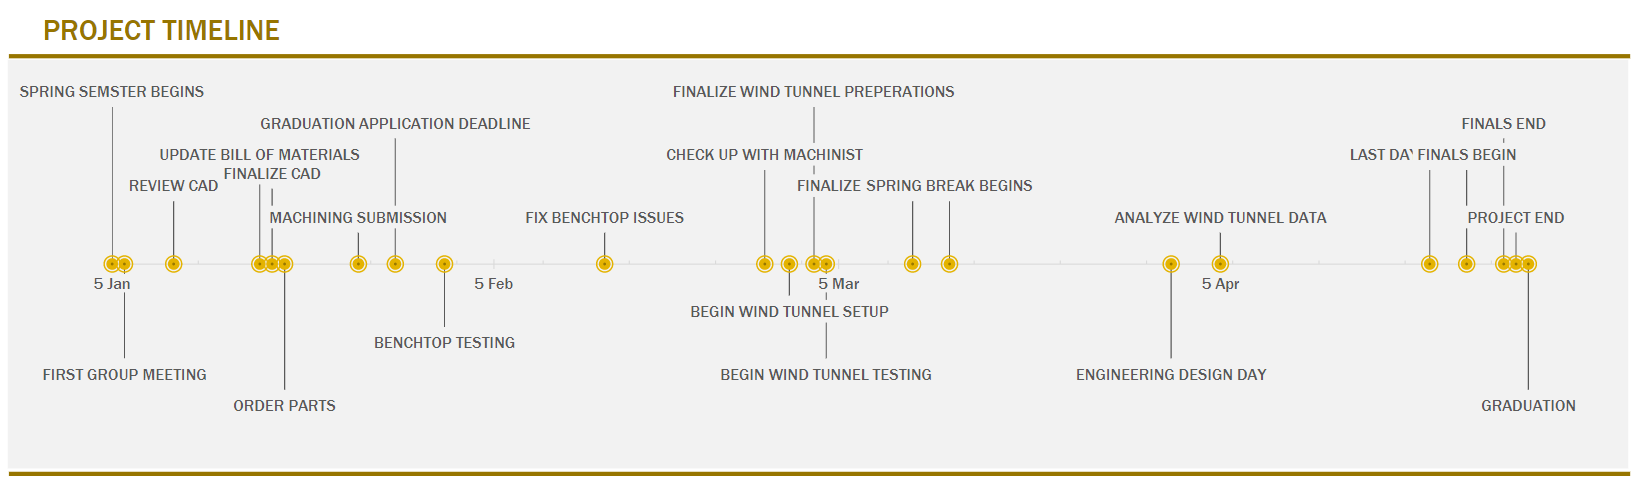 PROJECT TIMELINE
SPRING SEMSTER BEGINS
FINALIZE WIND TUNNEL PREPERATIONS
GRADUATION APPLICATION DEADLINE
FINALS END
UPDATE BILL OF MATERIALS
CHECK UP WITH MACHINIST
LAST DAY FINALS BEGIN
FINALIZE CAD
REVIEW CAD
FINALIZE SPRING BREAK BEGINS
MACHINING SUBMISSION
FIX BENCHTOP ISSUES
ANALYZE WIND TUNNEL DATA
PROJECT END
5 Jan
5 Feb
5 Mar
5 Apr
BEGIN WIND TUNNEL SETUP
BENCHTOP TESTING
FIRST GROUP MEETING
BEGIN WIND TUNNEL TESTING
ENGINEERING DESIGN DAY
ORDER PARTS
GRADUATION